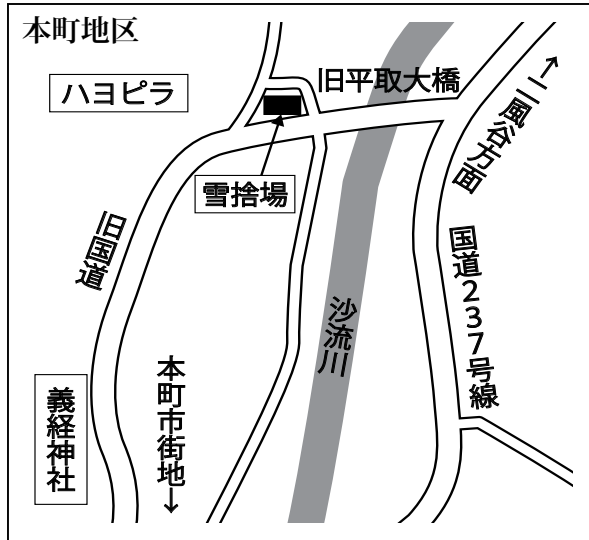 本町地区
ハヨピラ
旧平取大橋
↑二風谷方面
雪捨場
旧国道
国道237号線
沙流川
本町市街地↓
義経神社